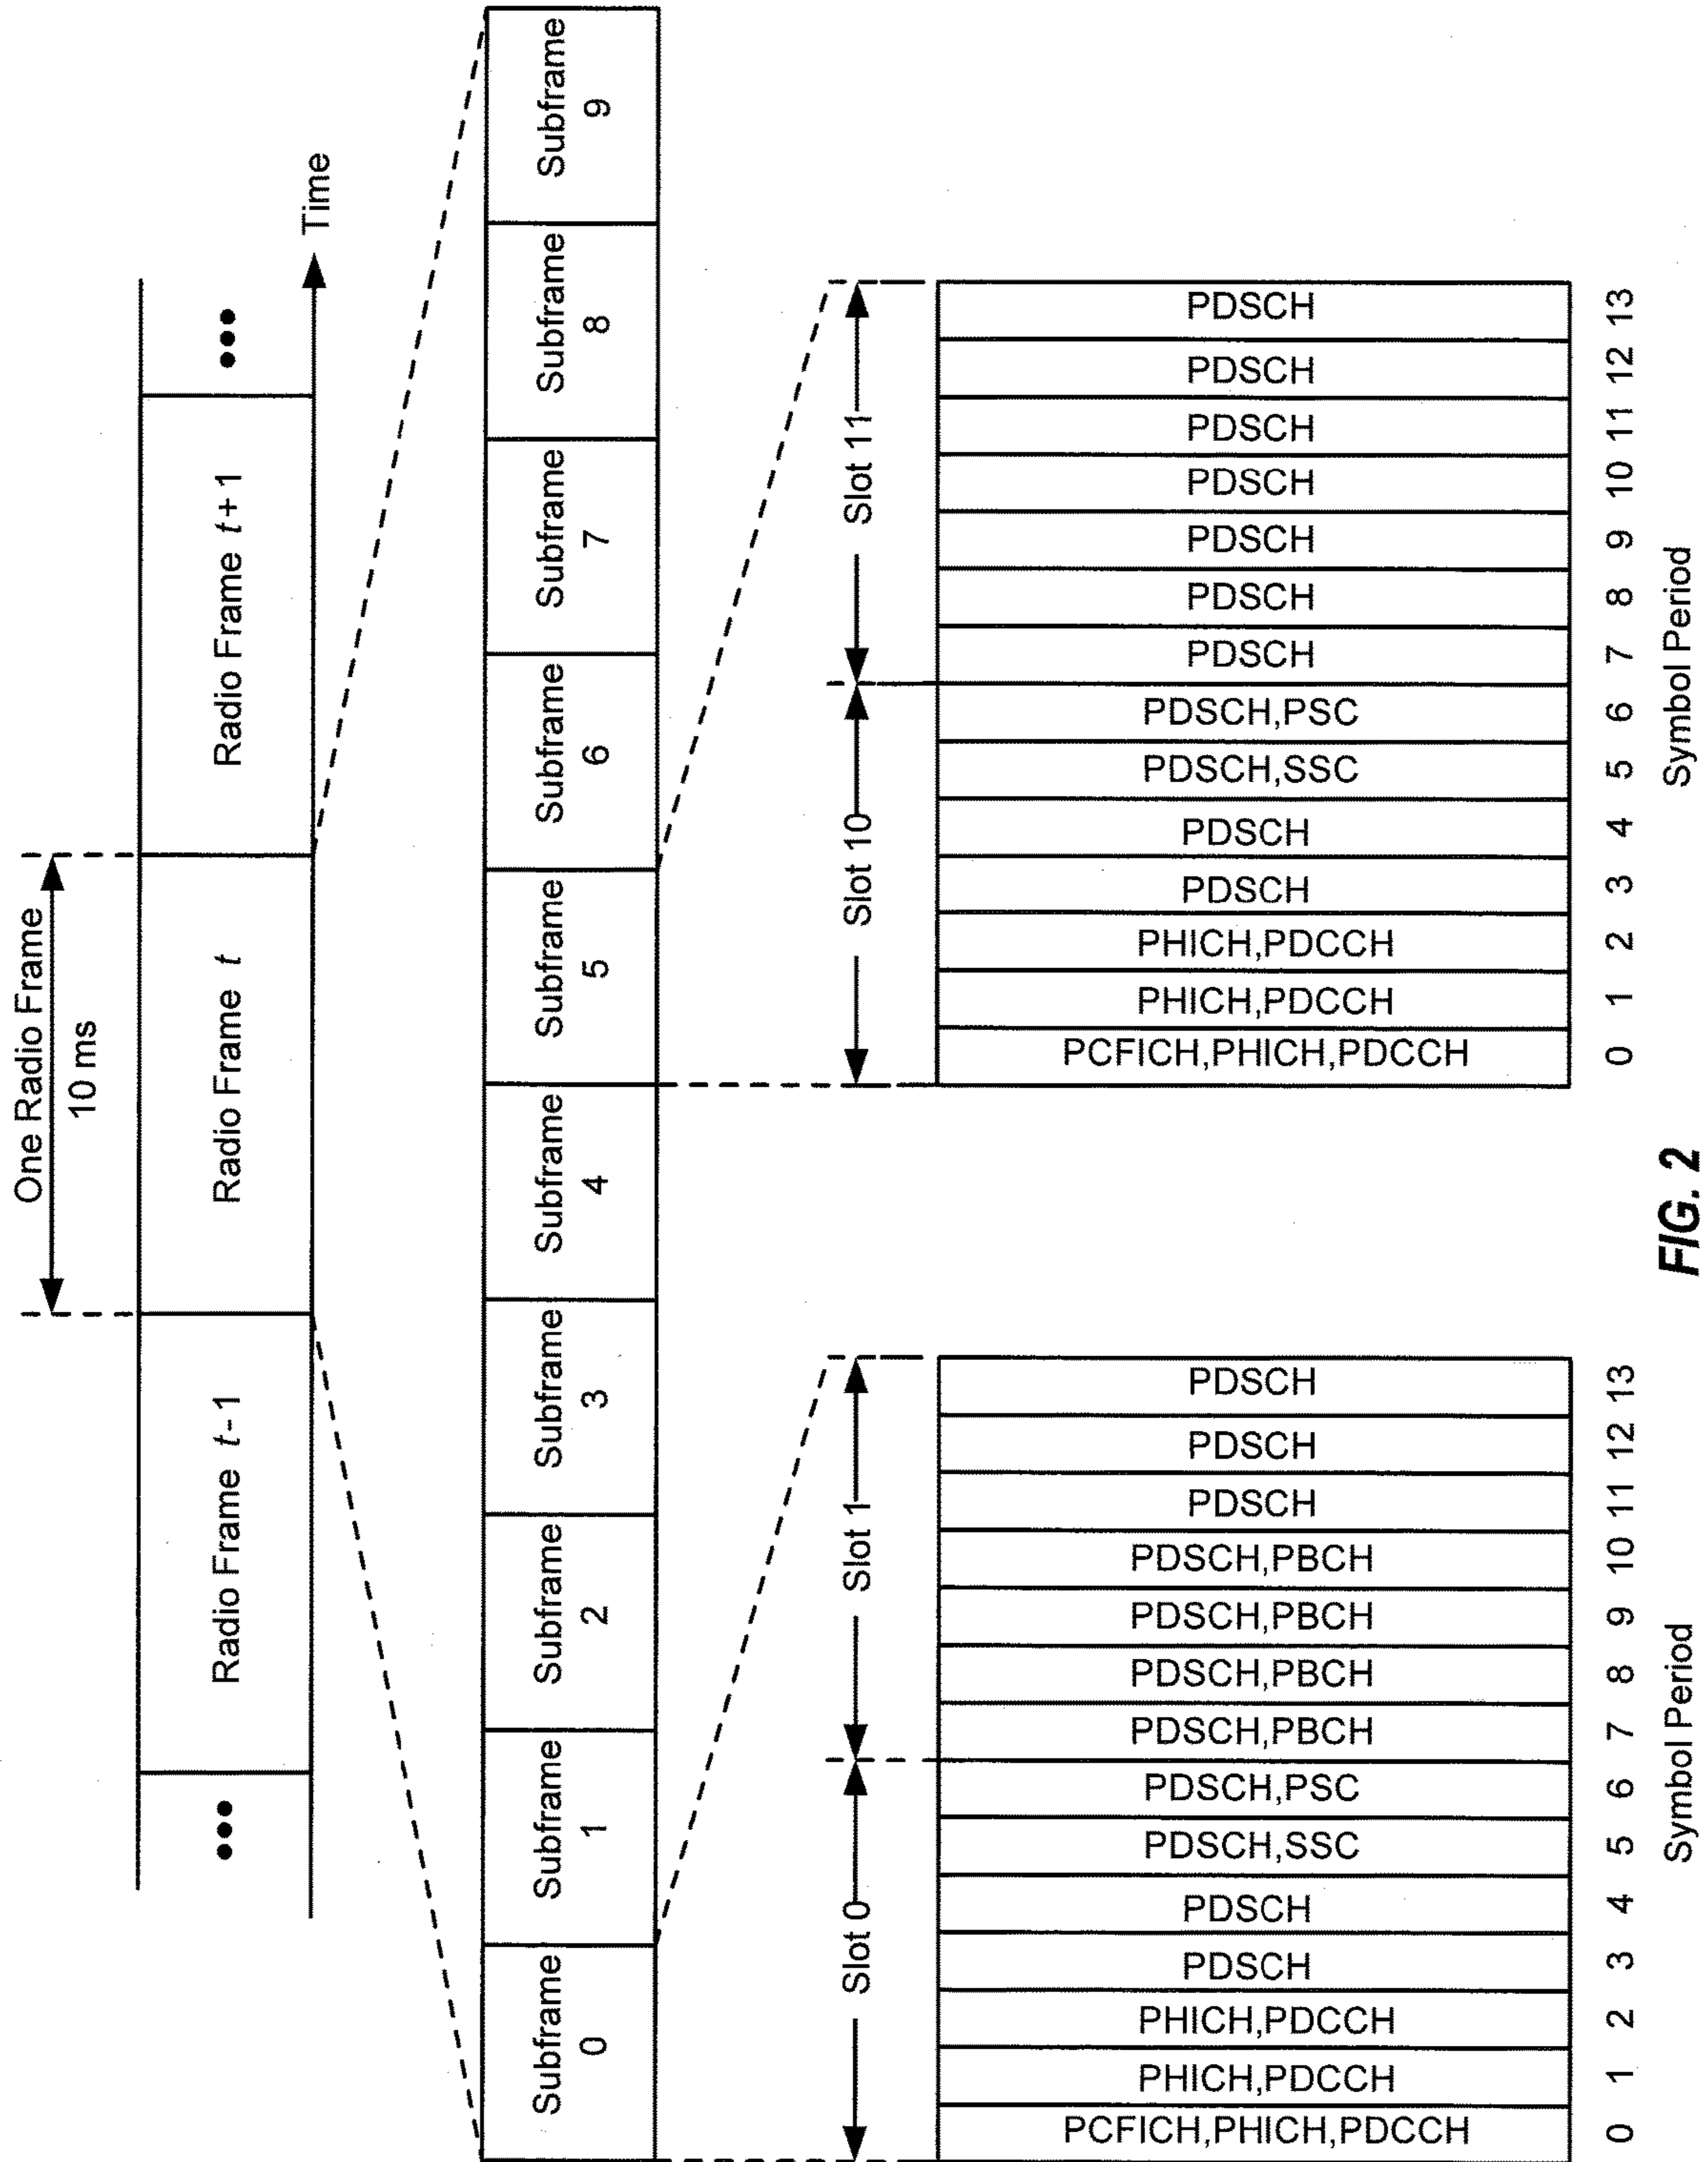 One Radio Frame
10 ms
•••
Radio Frame t-1
Radio Frame t
Radio Frame t+1
•••
Time
Subframe
0
Subframe
1
Subframe
2
Subframe
3
Subframe
4
Subframe
5
Subframe
6
Subframe
7
Subframe
8
Subframe
9
Slot 0
Slot 1
PCFICH,PHICH,PDCCH
PHICH,PDCCH
PHICH,PDCCH
PDSCH
PDSCH
PDSCH,SSC
PDSCH,PSC
PDSCH,PBCH
PDSCH,PBCH
PDSCH,PBCH
PDSCH,PBCH
PDSCH
PDSCH
PDSCH
0 1 2 3 4 5 6 7 8 9 10 11 12 13
Symbol Period
Slot 10
Slot 11
PCFICH,PHICH,PDCCH
PHICH,PDCCH
PHICH,PDCCH
PDSCH
PDSCH
PDSCH,SSC
PDSCH,PSC
PDSCH
PDSCH
PDSCH
PDSCH
PDSCH
PDSCH
PDSCH
0 1 2 3 4 5 6 7 8 9 10 11 12 13
Symbol Period
FIG. 2